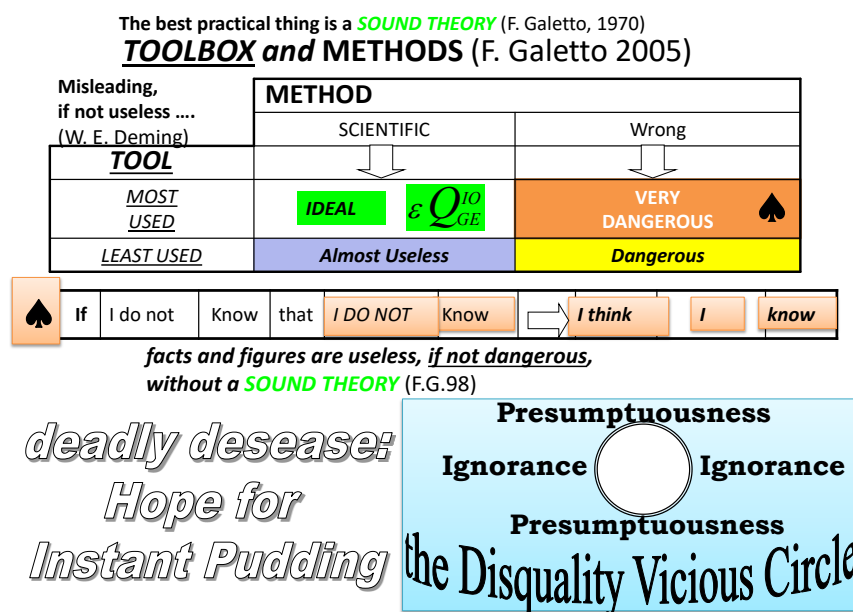 The best practical thing is a SOUND THEORY (F. Galetto, 1970)
TOOLBOX and METHODS (F. Galetto 2005)
Misleading,
if not useless ....
(W. E. Deming)
METHOD
SCIENTIFIC Wrong
TOOL
MOST
USED
IDEAL ε Q IO GE
VERY
DANGEROUS ♠
LEAST USED Almost Useless Dangerous
♠ If I do not Know that I DO NOT Know I think I know
facts and figures are useless, if not dangerous,
without a SOUND THEORY (F.G.98)
deadly desease:
Hope for
Instant Pudding
Presumptuousness
Ignorance Ignorance
Presumptuousness
the Disquality Vicious Circle